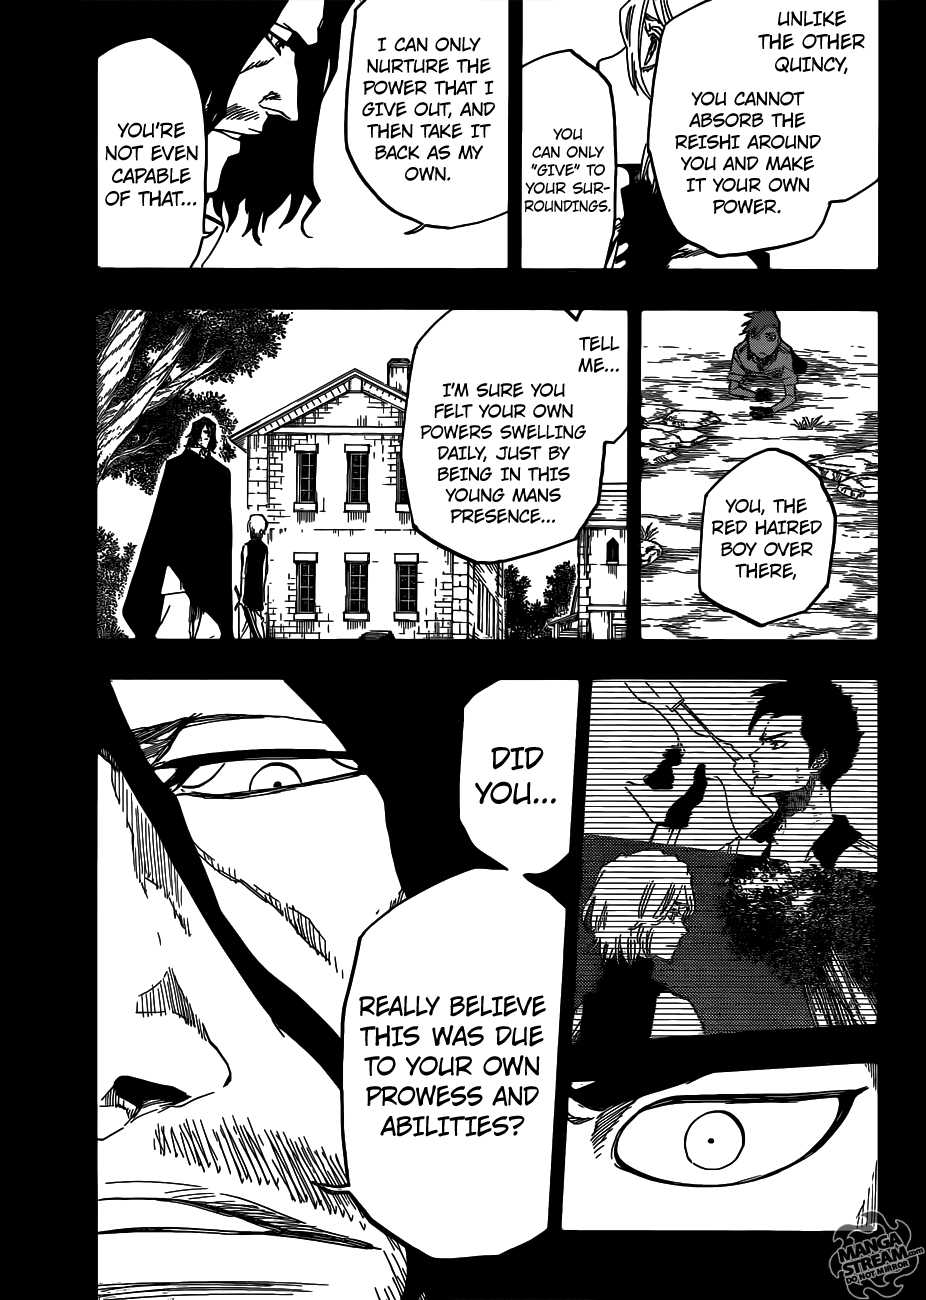 UNLIKE
THE OTHER
QUINCY,
YOU CANNOT
ABSORB THE
REISHI AROUND
YOU AND MAKE
IT YOUR OWN
POWER.
YOU
CAN ONLY
"GIVE" TO
YOUR SUR-
ROUNDINGS.
I CAN ONLY
NURTURE THE
POWER THAT I
GIVE OUT, AND
THEN TAKE IT
BACK AS MY
OWN.
YOU'RE
NOT EVEN
CAPABLE
OF THAT...
YOU, THE
RED HAIRED
BOY OVER
THERE,
TELL
ME...
I'M SURE YOU
FELT YOUR OWN
POWERS SWELLING
DAILY, JUST BY
BEING IN THIS
YOUNG MANS
PRESENCE...
DID
YOU...
REALLY BELIEVE
THIS WAS DUE
TO YOUR OWN
PROWESS AND
ABILITIES?
MANGA
STREAM.com
DO NOT MIRROR